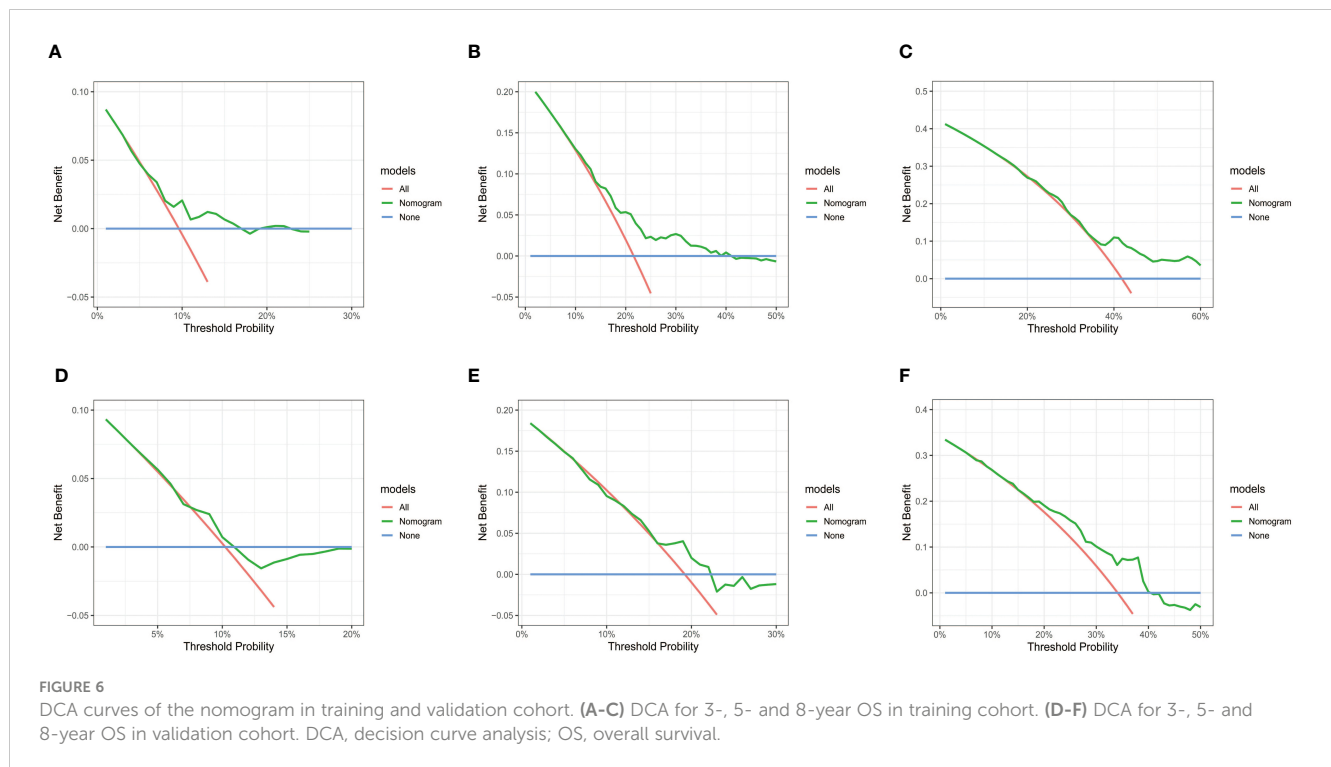 A
0.10
0.05
0.00
−0.05
Net Benefit
0%
10%
20%
30%
Threshold Probility
models
All
Nomogram
None
B
0.20
0.15
0.10
0.05
0.00
−0.05
Net Benefit
0%
10%
20%
30%
40%
50%
Threshold Probility
models
All
Nomogram
None
C
0.5
0.4
0.3
0.2
0.1
0.0
Net Benefit
0%
20%
40%
60%
Threshold Probility
models
All
Nomogram
None
D
0.10
0.05
0.00
−0.05
Net Benefit
5%
10%
15%
20%
Threshold Probility
models
All
Nomogram
None
E
0.20
0.15
0.10
0.05
0.00
−0.05
Net Benefit
0%
10%
20%
30%
Threshold Probility
models
All
Nomogram
None
F
0.4
0.3
0.2
0.1
0.0
Net Benefit
0%
10%
20%
30%
40%
50%
Threshold Probility
models
All
Nomogram
None
FIGURE 6
DCA curves of the nomogram in training and validation cohort. (A-C) DCA for 3-, 5- and 8-year OS in training cohort. (D-F) DCA for 3-, 5- and
8-year OS in validation cohort. DCA, decision curve analysis; OS, overall survival.